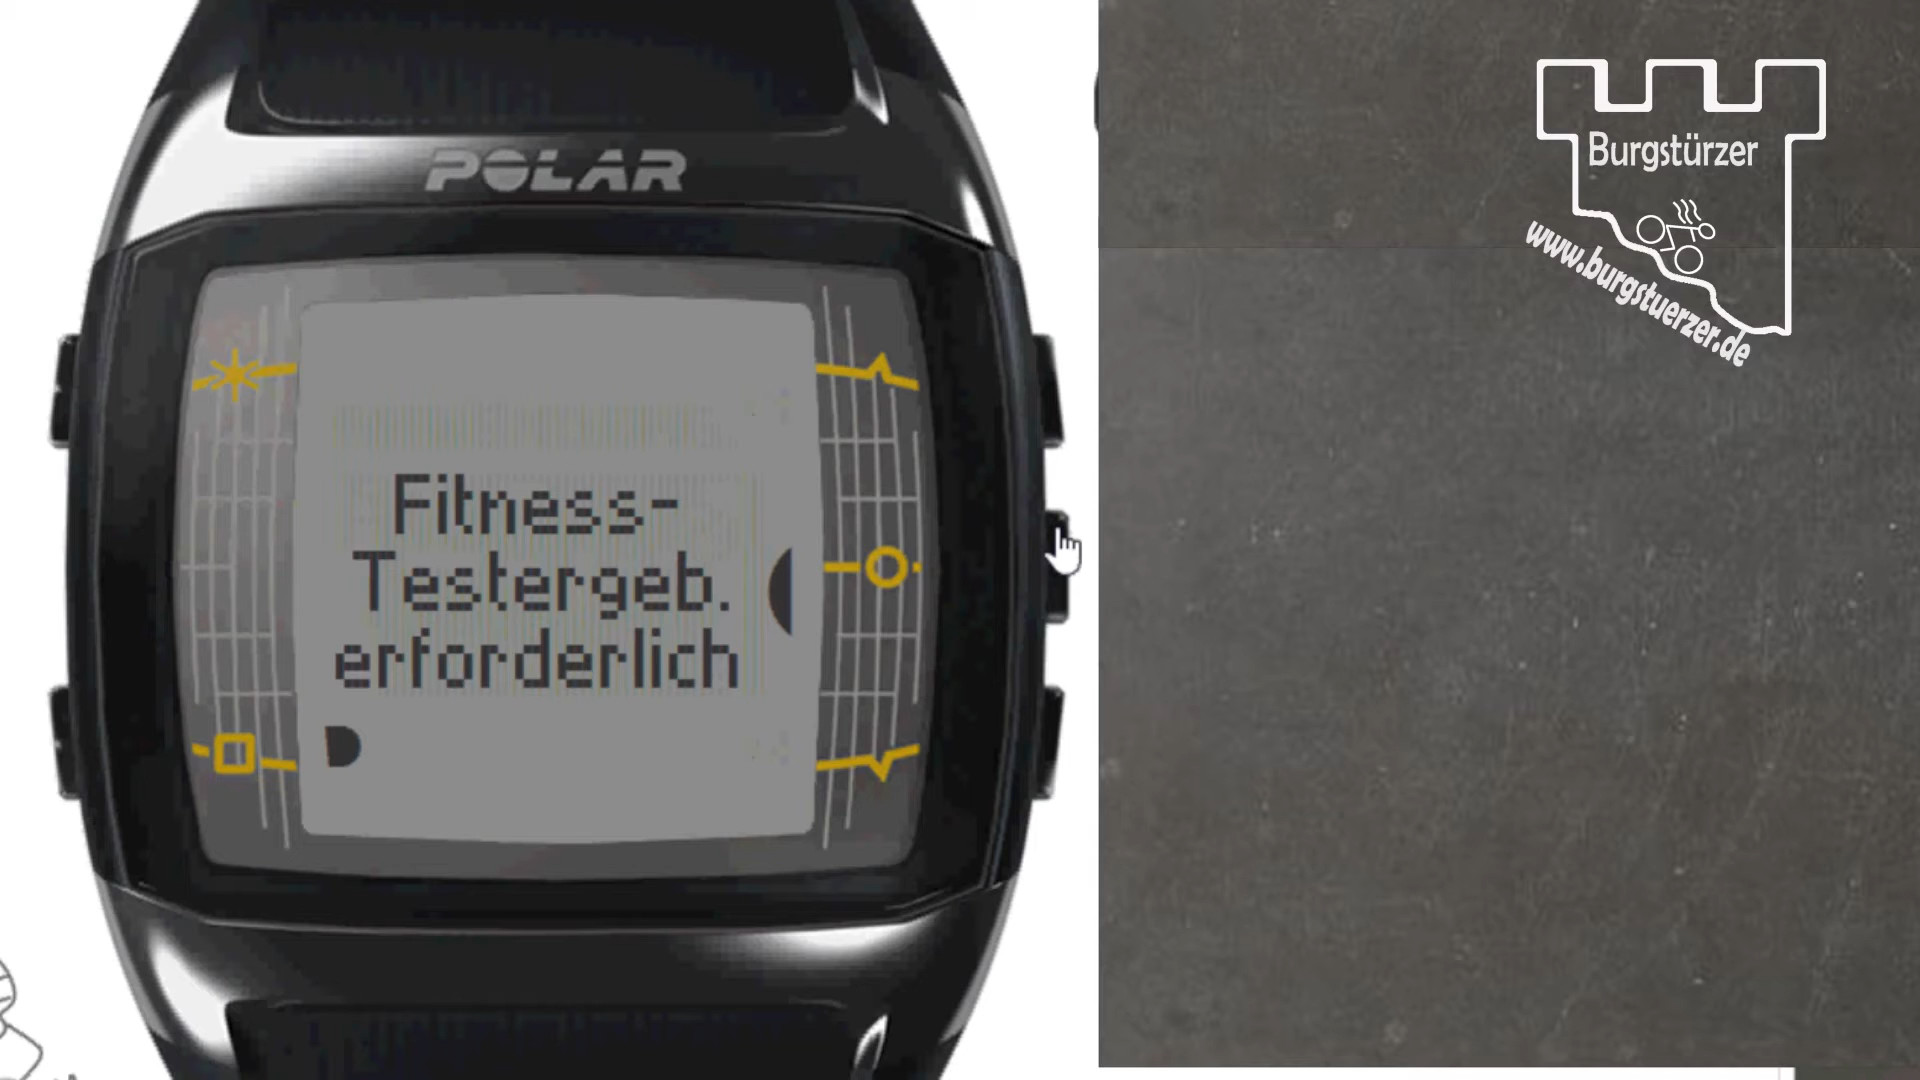 POLAR
Fitness-
Testergeb.
erforderlich
Burgstürzer
www.burgstuerzer.de